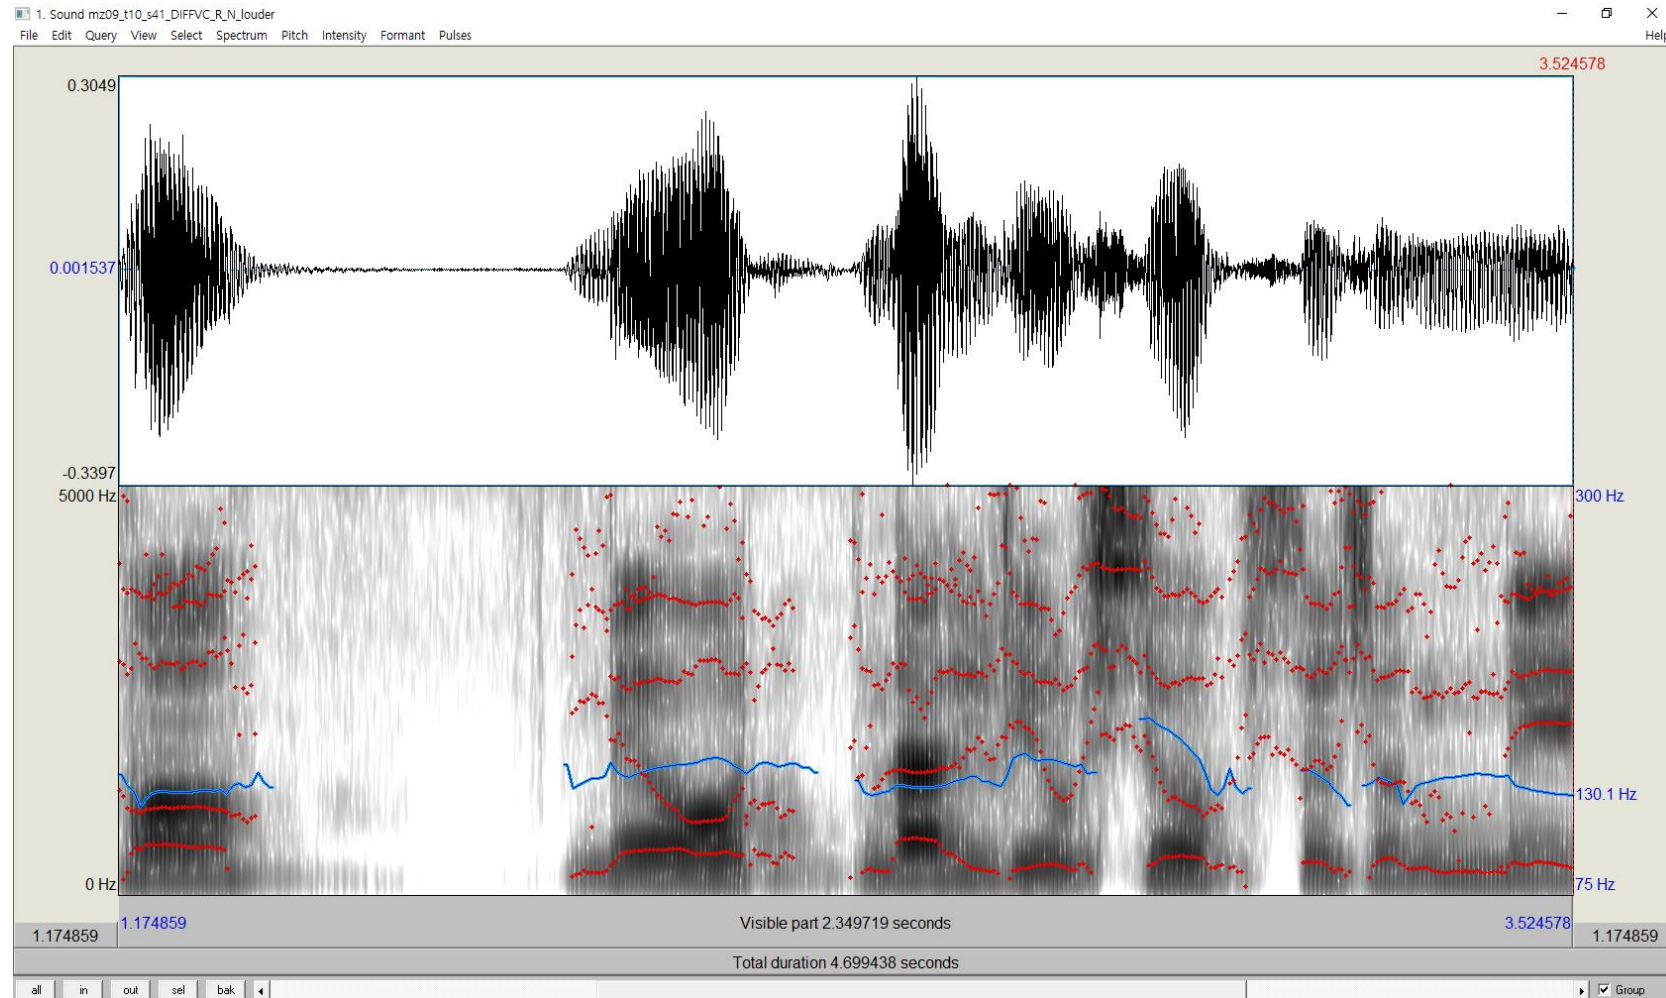 1. Sound mz09_t10_s41_DIFFVC_R_N_louder
File Edit Query View Select Spectrum Pitch Intensity Formant Pulses Help
3.524578
0.3049
0.001537
-0.3397
5000 Hz 300 Hz
130.1 Hz
0 Hz 75 Hz
1.174859 Visible part 2.349719 seconds 3.524578
1.174859 1.174859
Total duration 4.699438 seconds
all in out sel bak Group